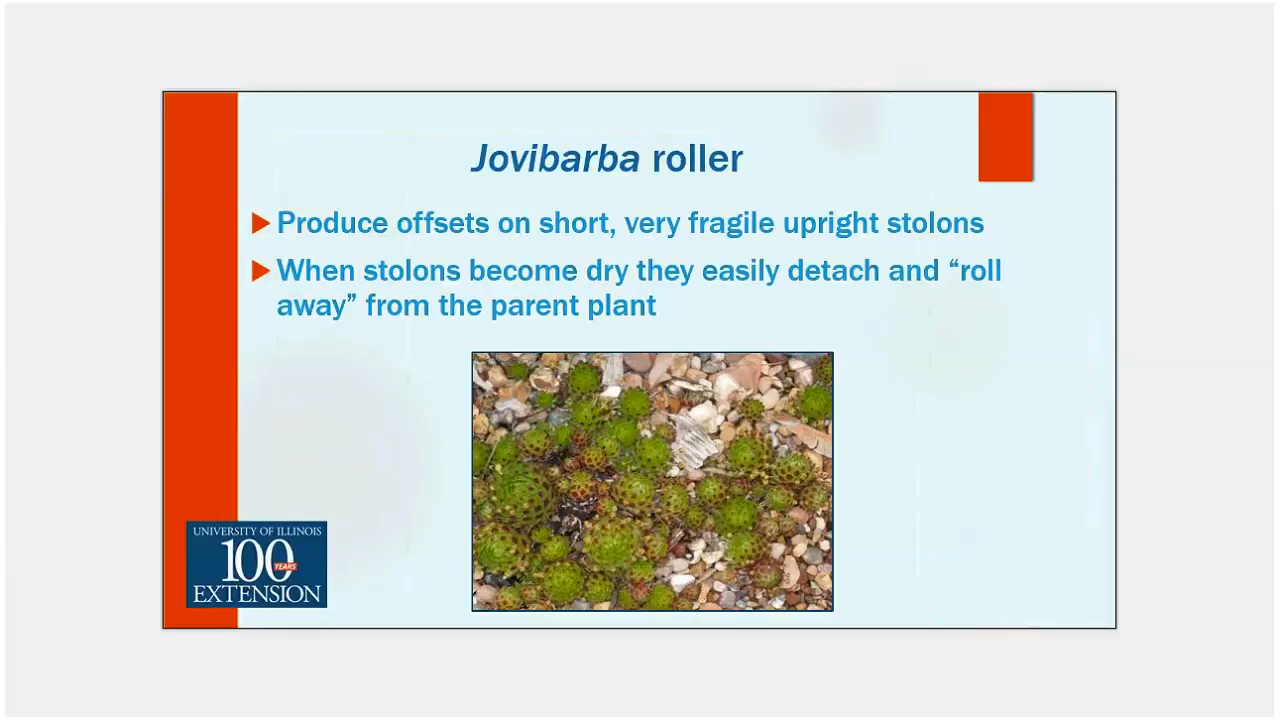 Jovibarba roller
Produce offsets on short, very fragile upright stolons
When stolons become dry they easily detach and “roll
away” from the parent plant
UNIVERSITY OF ILLINOIS
100
YEARS
EXTENSION